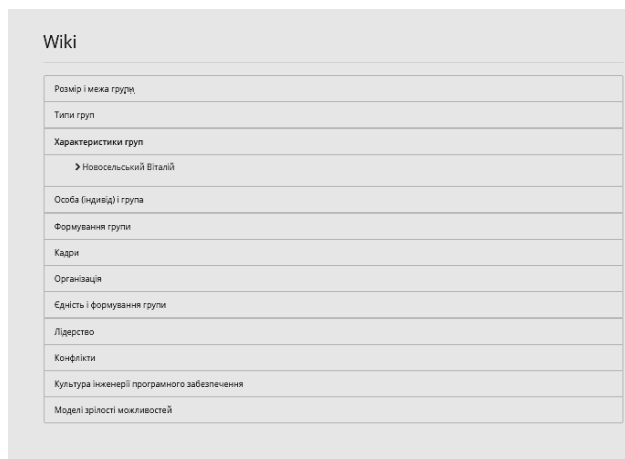 Wiki
Розмір і межа групи
Типи груп
Характеристики груп
Новосельський Віталій
Особа (індивід) і група
Формування групи
Кадри
Організація
Єдність і формування групи
Лідерство
Конфлікти
Культура інженерії програмного забезпечення
Моделі зрілості можливостей